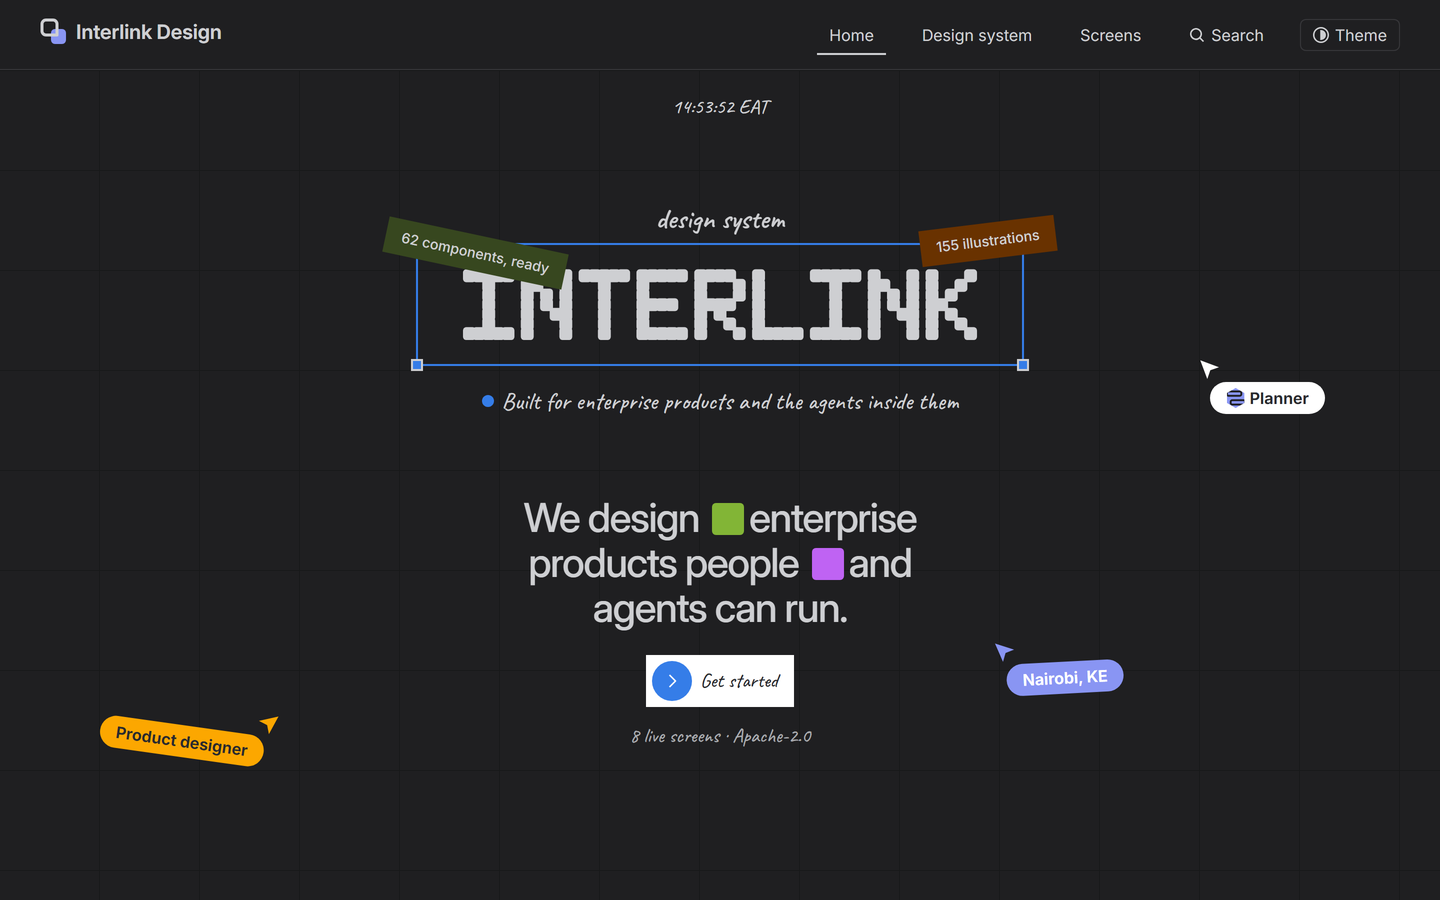 Interlink Design
Home
Design system
Screens
Search
Theme
14:53:52 EAT
design system
62 components, ready
155 illustrations
INTERLINK
Built for enterprise products and the agents inside them
Planner
We design enterprise
products people and
agents can run.
Get started
Nairobi, KE
Product designer
8 live screens · Apache-2.0